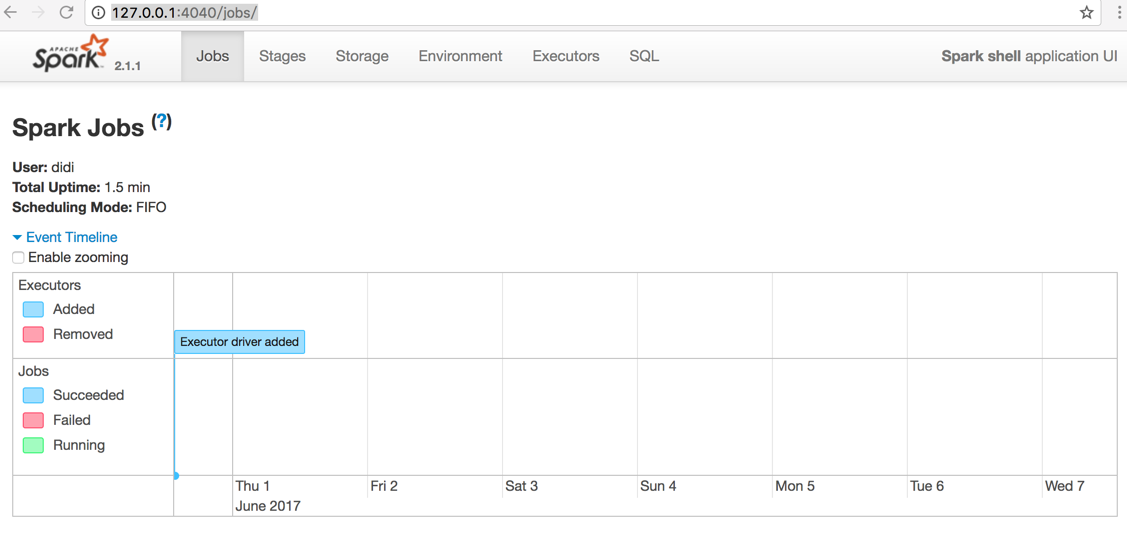 127.0.0.1:4040/jobs/
APACHE Spark 2.1.1 Jobs Stages Storage Environment Executors SQL Spark shell application UI
Spark Jobs (?)
User: didi
Total Uptime: 1.5 min
Scheduling Mode: FIFO
Event Timeline
Enable zooming
Executors
Added
Removed
Executor driver added
Jobs
Succeeded
Failed
Running
Thu 1 Fri 2 Sat 3 Sun 4 Mon 5 Tue 6 Wed 7
June 2017